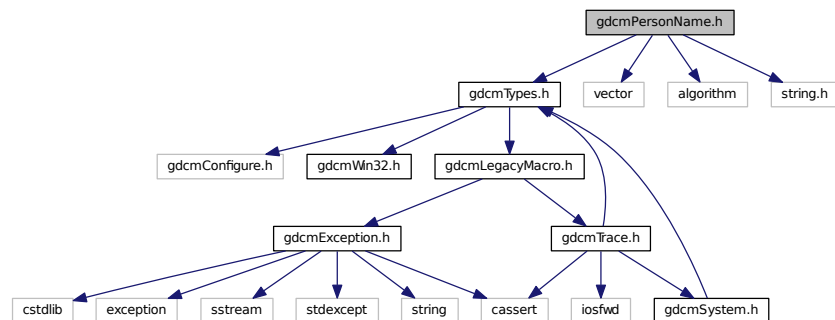 gdcmPersonName.h
gdcmTypes.h
vector
algorithm
string.h
gdcmConfigure.h
gdcmWin32.h
gdcmLegacyMacro.h
gdcmException.h
gdcmTrace.h
cstdlib
exception
sstream
stdexcept
string
cassert
iosfwd
gdcmSystem.h